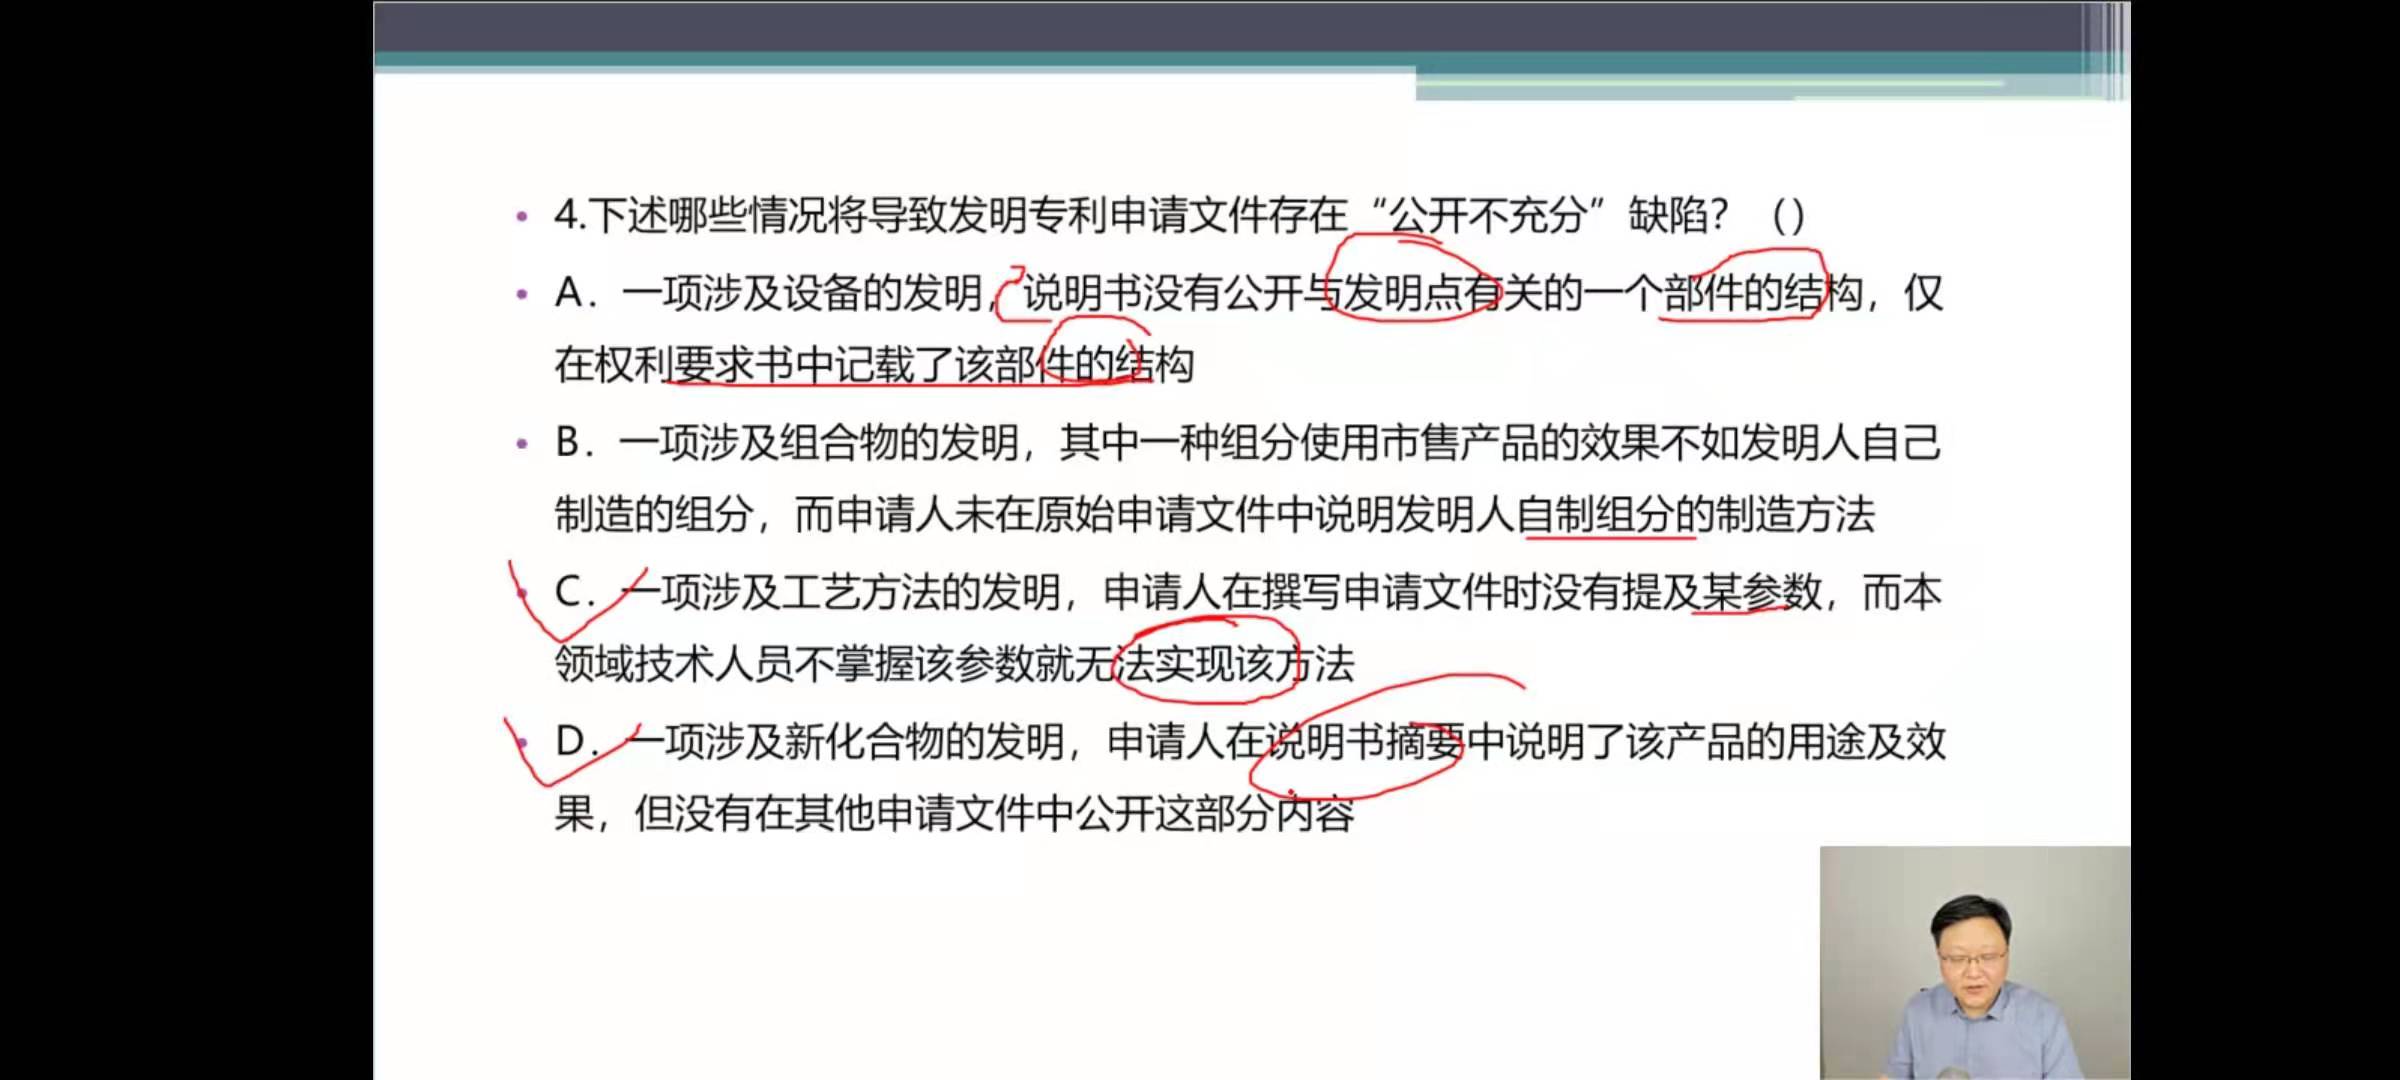 4.下述哪些情况将导致发明专利申请文件存在“公开不充分”缺陷？（）
A．一项涉及设备的发明，说明书没有公开与发明点有关的一个部件的结构，仅
在权利要求书中记载了该部件的结构
B．一项涉及组合物的发明，其中一种组分使用市售产品的效果不如发明人自己
制造的组分，而申请人未在原始申请文件中说明发明人自制组分的制造方法
C．一项涉及工艺方法的发明，申请人在撰写申请文件时没有提及某参数，而本
领域技术人员不掌握该参数就无法实现该方法
D．一项涉及新化合物的发明，申请人在说明书摘要中说明了该产品的用途及效
果，但没有在其他申请文件中公开这部分内容